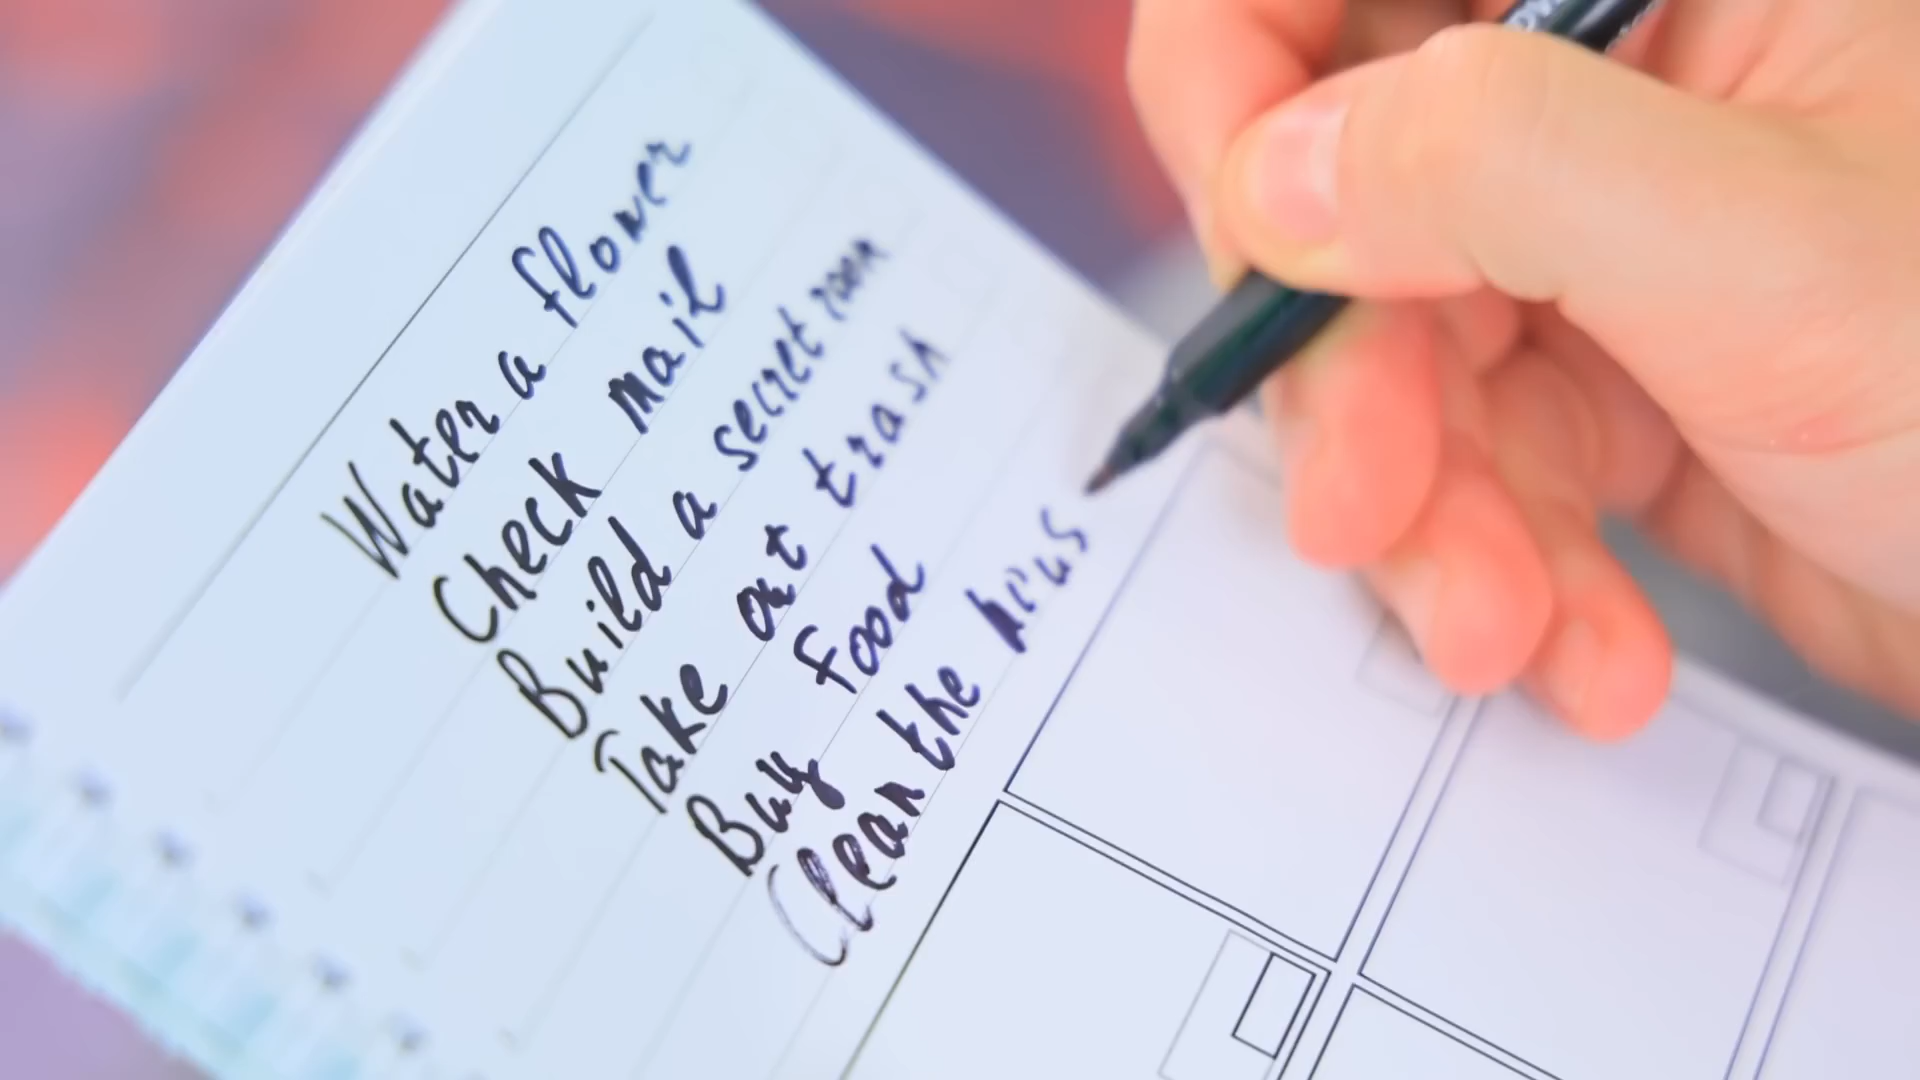 Water a flower
Check mail
Build a secret room
Take out trash
Buy food
Clean the